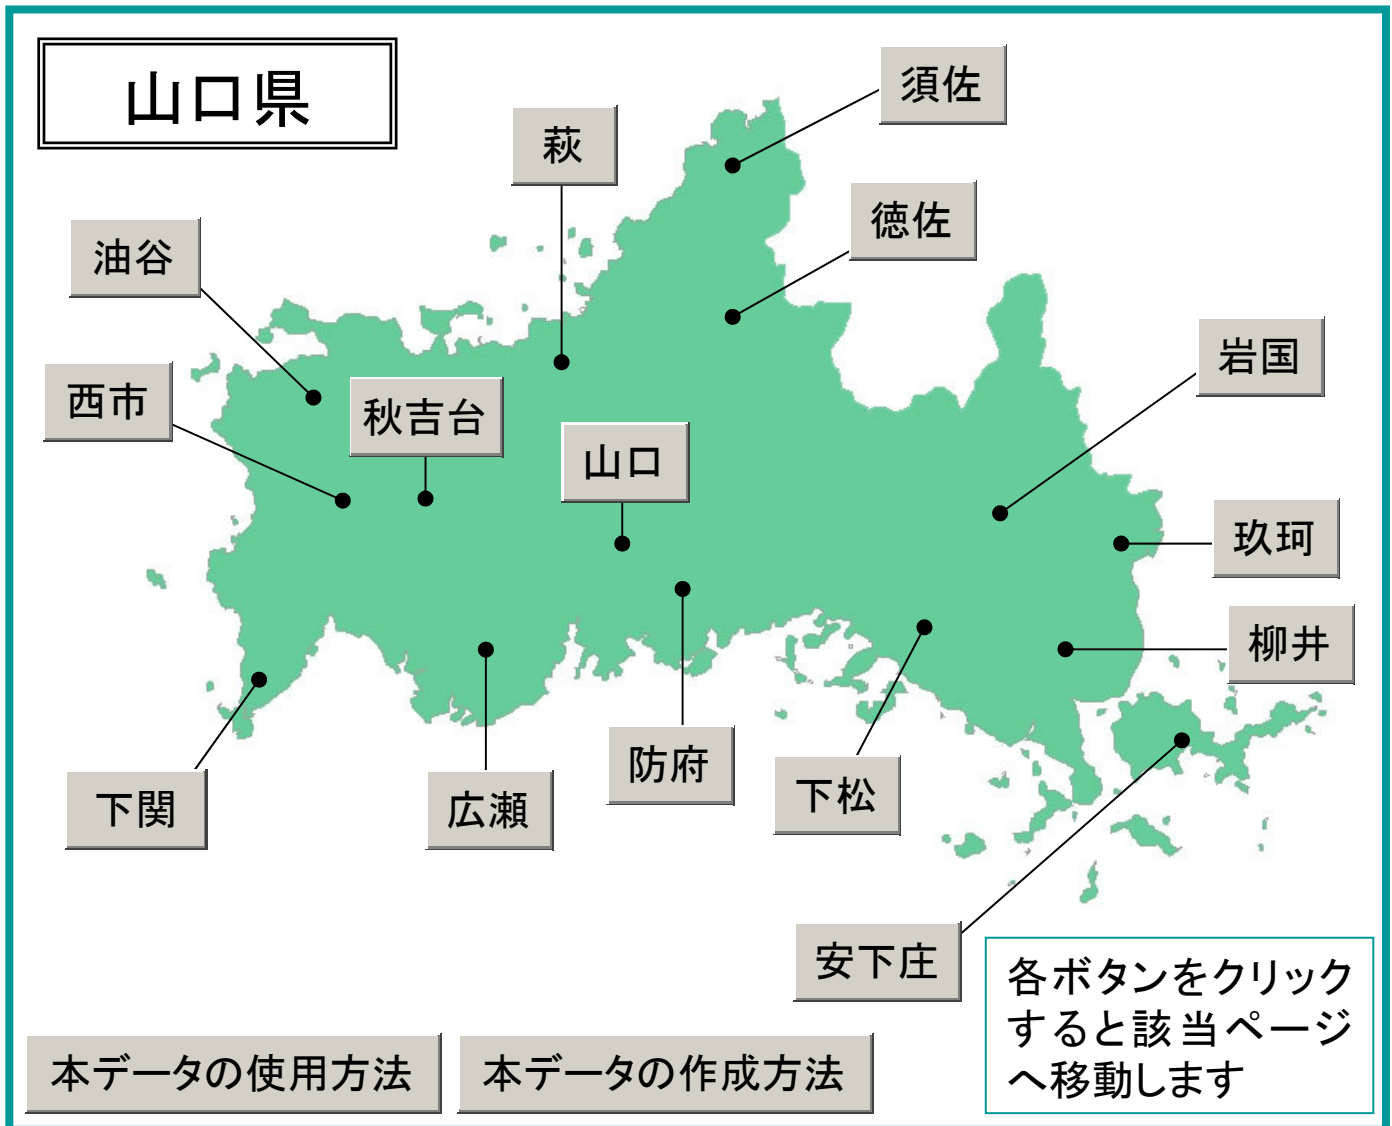 山口県
須佐
萩
徳佐
油谷
岩国
西市
秋吉台
山口
玖珂
柳井
防府
下松
下関
広瀬
安下庄
各ボタンをクリック
すると該当ページ
へ移動します
本データの使用方法
本データの作成方法